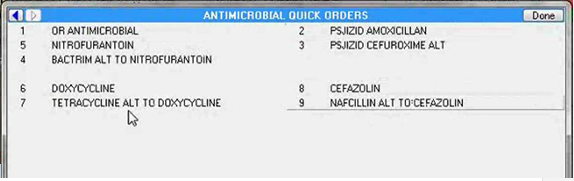 ANTIMICROBIAL QUICK ORDERS Done
1 OR ANTIMICROBIAL 2 PSJIZID AMOXICILLAN
5 NITROFURANTOIN 3 PSJIZID CEFUROXIME ALT
4 BACTRIM ALT TO NITROFURANTOIN
6 DOXYCYCLINE 8 CEFAZOLIN
7 TETRACYCLINE ALT TO DOXYCYCLINE 9 NAFCILLIN ALT TO CEFAZOLIN